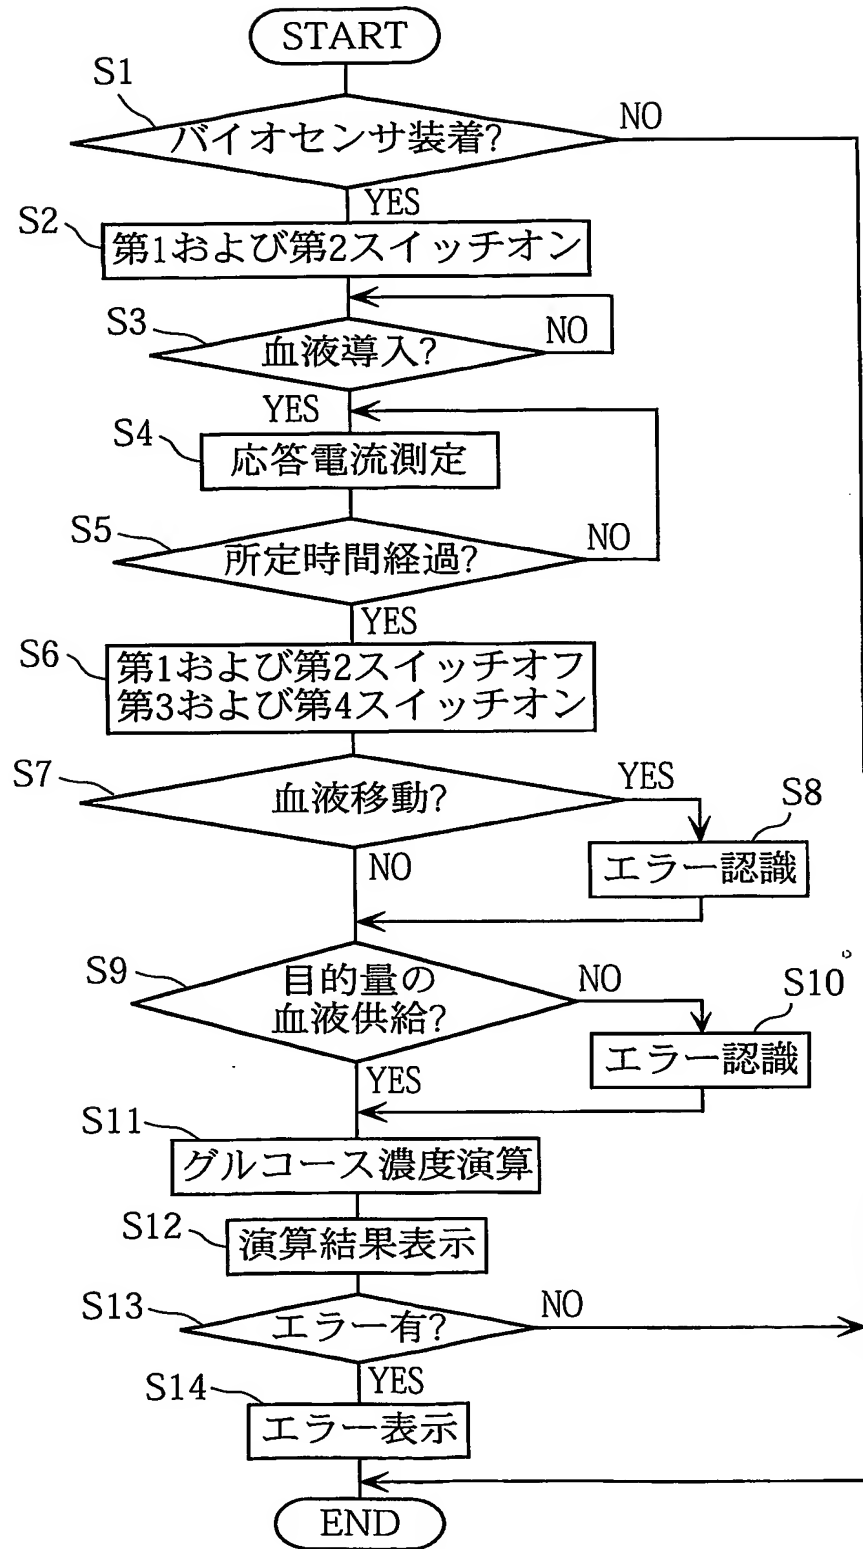 START
S1
バイオセンサ装着?
NO
YES
S2
第1および第2スイッチオン
S3
血液導入?
NO
YES
S4
応答電流測定
S5
所定時間経過?
NO
YES
S6
第1および第2スイッチオフ
第3および第4スイッチオン
S7
血液移動?
YES
S8
エラー認識
NO
S9
目的量の
血液供給?
NO
S10
エラー認識
YES
S11
グルコース濃度演算
S12
演算結果表示
S13
エラー有?
NO
YES
S14
エラー表示
END